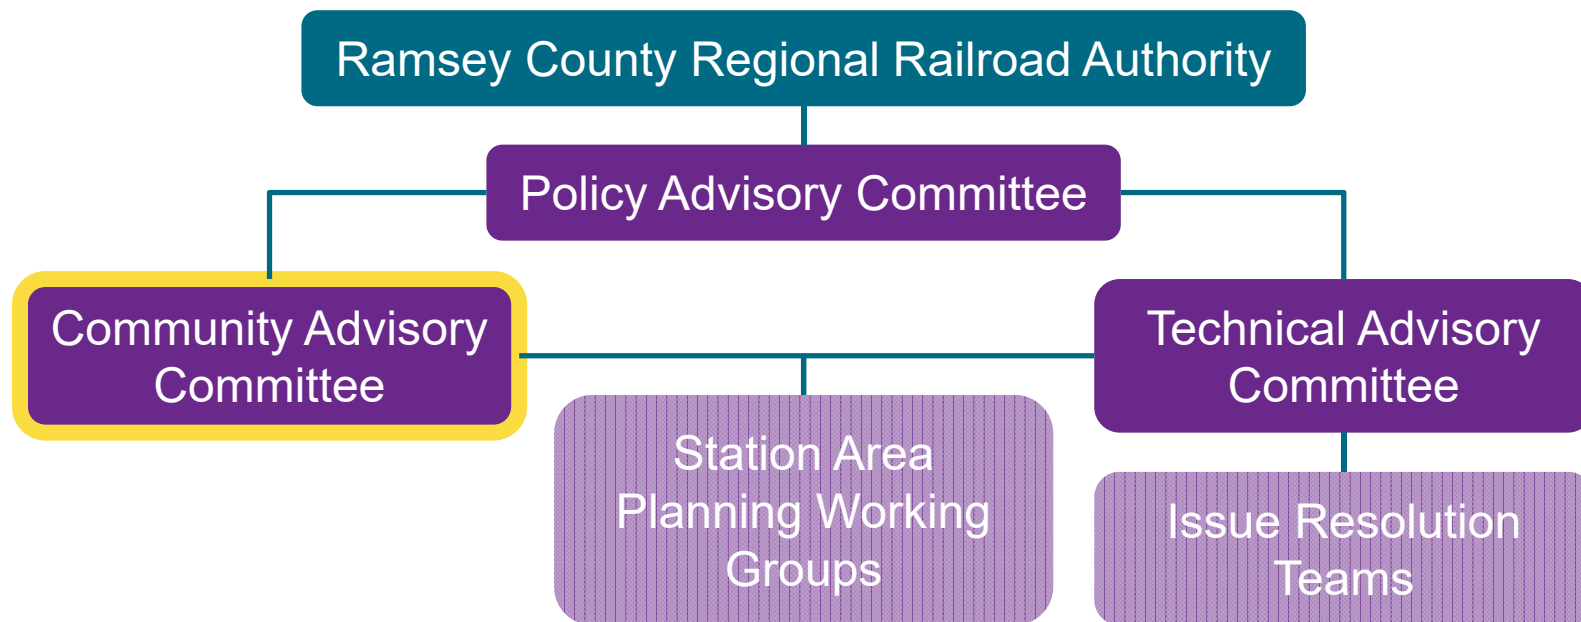 Ramsey County Regional Railroad Authority
Policy Advisory Committee
Community Advisory
Committee
Technical Advisory
Committee
Station Area
Planning Working
Groups
Issue Resolution
Teams